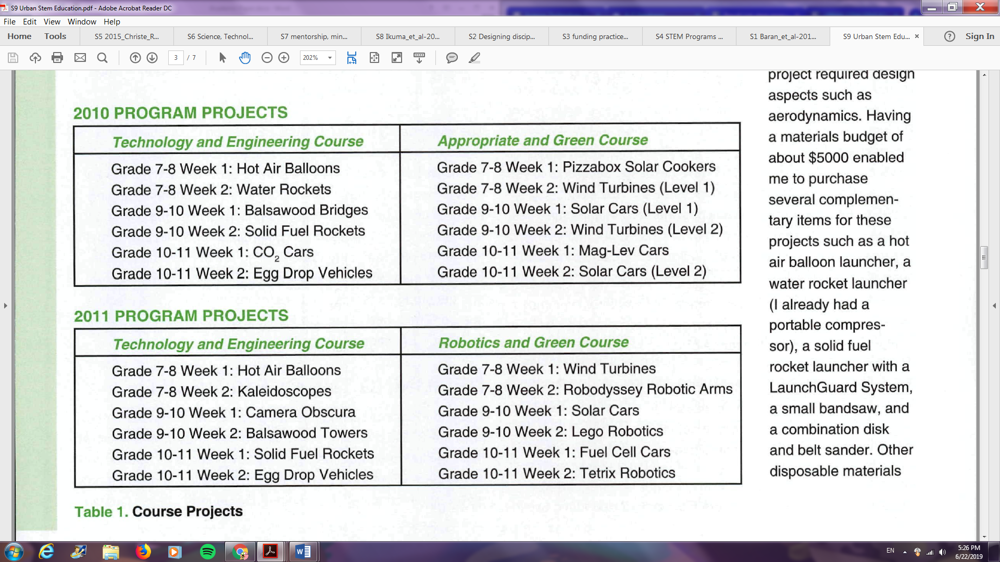 S9 Urban Stem Education.pdf - Adobe Acrobat Reader DC
File Edit View Window Help
Home Tools S5 2015_Christe_R... S6 Science, Technol... S7 mentorship, min... S8 Ikuma_et_al-20... S2 Designing discip... S3 funding practice... S4 STEM Programs ... S1 Baran_et_al-201... S9 Urban Stem Edu... × ? Sign In
3 / 7 202%
2010 PROGRAM PROJECTS
Technology and Engineering Course
Grade 7-8 Week 1: Hot Air Balloons
Grade 7-8 Week 2: Water Rockets
Grade 9-10 Week 1: Balsawood Bridges
Grade 9-10 Week 2: Solid Fuel Rockets
Grade 10-11 Week 1: CO₂ Cars
Grade 10-11 Week 2: Egg Drop Vehicles
Appropriate and Green Course
Grade 7-8 Week 1: Pizzabox Solar Cookers
Grade 7-8 Week 2: Wind Turbines (Level 1)
Grade 9-10 Week 1: Solar Cars (Level 1)
Grade 9-10 Week 2: Wind Turbines (Level 2)
Grade 10-11 Week 1: Mag-Lev Cars
Grade 10-11 Week 2: Solar Cars (Level 2)
2011 PROGRAM PROJECTS
Technology and Engineering Course
Grade 7-8 Week 1: Hot Air Balloons
Grade 7-8 Week 2: Kaleidoscopes
Grade 9-10 Week 1: Camera Obscura
Grade 9-10 Week 2: Balsawood Towers
Grade 10-11 Week 1: Solid Fuel Rockets
Grade 10-11 Week 2: Egg Drop Vehicles
Robotics and Green Course
Grade 7-8 Week 1: Wind Turbines
Grade 7-8 Week 2: Robodyssey Robotic Arms
Grade 9-10 Week 1: Solar Cars
Grade 9-10 Week 2: Lego Robotics
Grade 10-11 Week 1: Fuel Cell Cars
Grade 10-11 Week 2: Tetrix Robotics
Table 1. Course Projects
project required design
aspects such as
aerodynamics. Having
a materials budget of
about $5000 enabled
me to purchase
several complemen-
tary items for these
projects such as a hot
air balloon launcher, a
water rocket launcher
(I already had a
portable compres-
sor), a solid fuel
rocket launcher with a
LaunchGuard System,
a small bandsaw, and
a combination disk
and belt sander. Other
disposable materials
EN 5:26 PM
6/22/2019